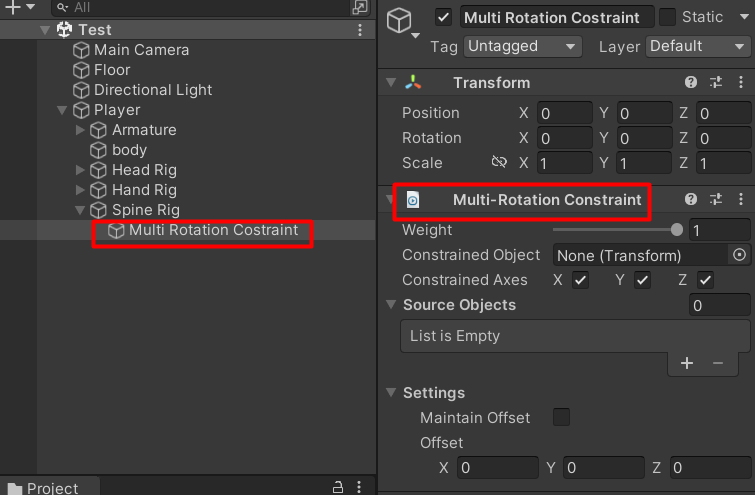 All
Test
Main Camera
Floor
Directional Light
Player
Armature
body
Head Rig
Hand Rig
Spine Rig
Multi Rotation Costraint
Project
Multi Rotation Costraint Static
Tag Untagged Layer Default
Transform
Position X 0 Y 0 Z 0
Rotation X 0 Y 0 Z 0
Scale X 1 Y 1 Z 1
Multi-Rotation Constraint
Weight 1
Constrained Object None (Transform)
Constrained Axes X Y Z
Source Objects 0
List is Empty
+ −
Settings
Maintain Offset
Offset
X 0 Y 0 Z 0